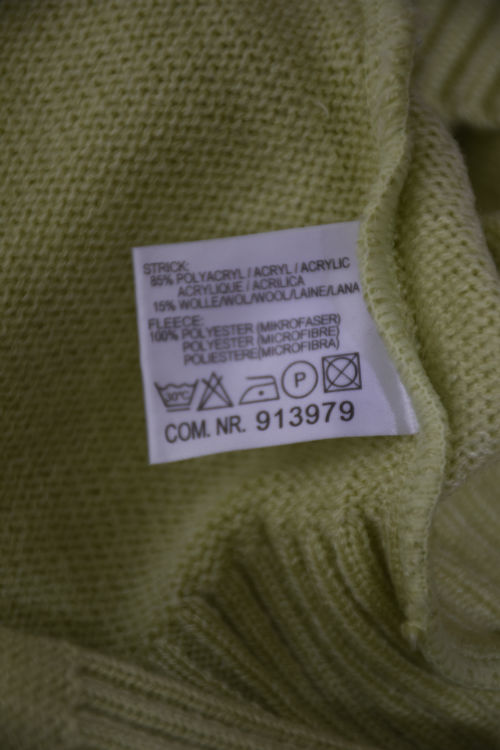 STRICK:
85% POLYACRYL / ACRYL / ACRYLIC
ACRYLIQUE / ACRILICA
15% WOLLE/WOL/WOOL/LAINE/LANA
FLEECE:
100% POLYESTER (MIKROFASER)
POLYESTER (MICROFIBRE)
POLIESTERE(MICROFIBRA)
30°C P
COM. NR. 913979